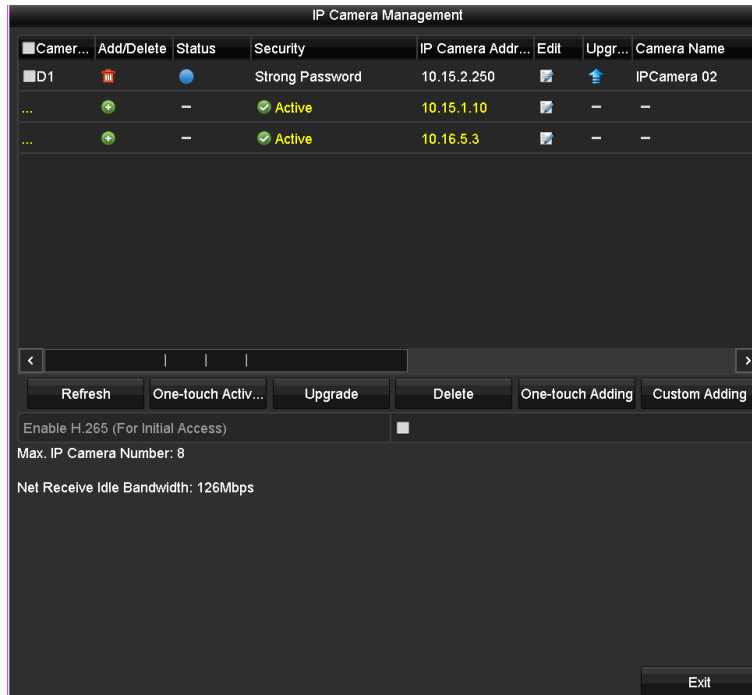 IP Camera Management
Camer... Add/Delete Status Security IP Camera Addr... Edit Upgr... Camera Name
D1 Strong Password 10.15.2.250 IPCamera 02
... – Active 10.15.1.10 – –
... – Active 10.16.5.3 – –
Refresh One-touch Activ... Upgrade Delete One-touch Adding Custom Adding
Enable H.265 (For Initial Access)
Max. IP Camera Number: 8
Net Receive Idle Bandwidth: 126Mbps
Exit